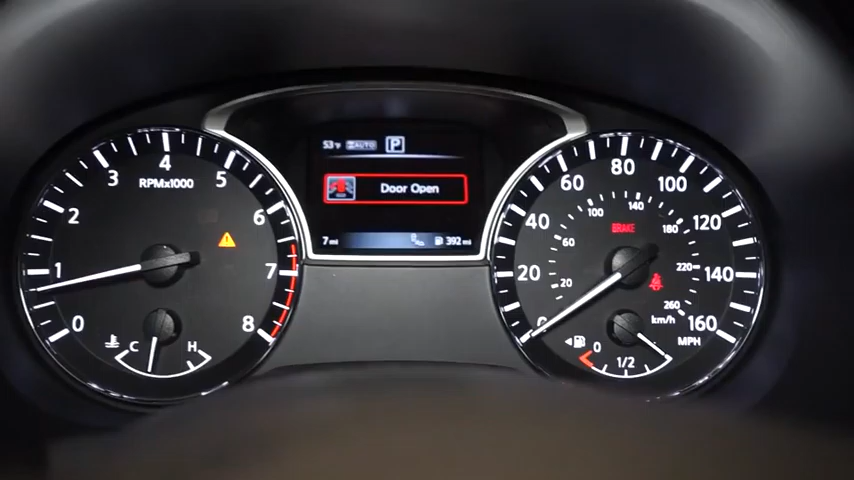 53°F AUTO P
Door Open
7 mi 392 mi
0 1 2 3 4 5 6 7 8
RPMx1000
C H
0 20 40 60 80 100 120 140 160
20 60 100 140 180 220 260
BRAKE
km/h
MPH
0 1/2